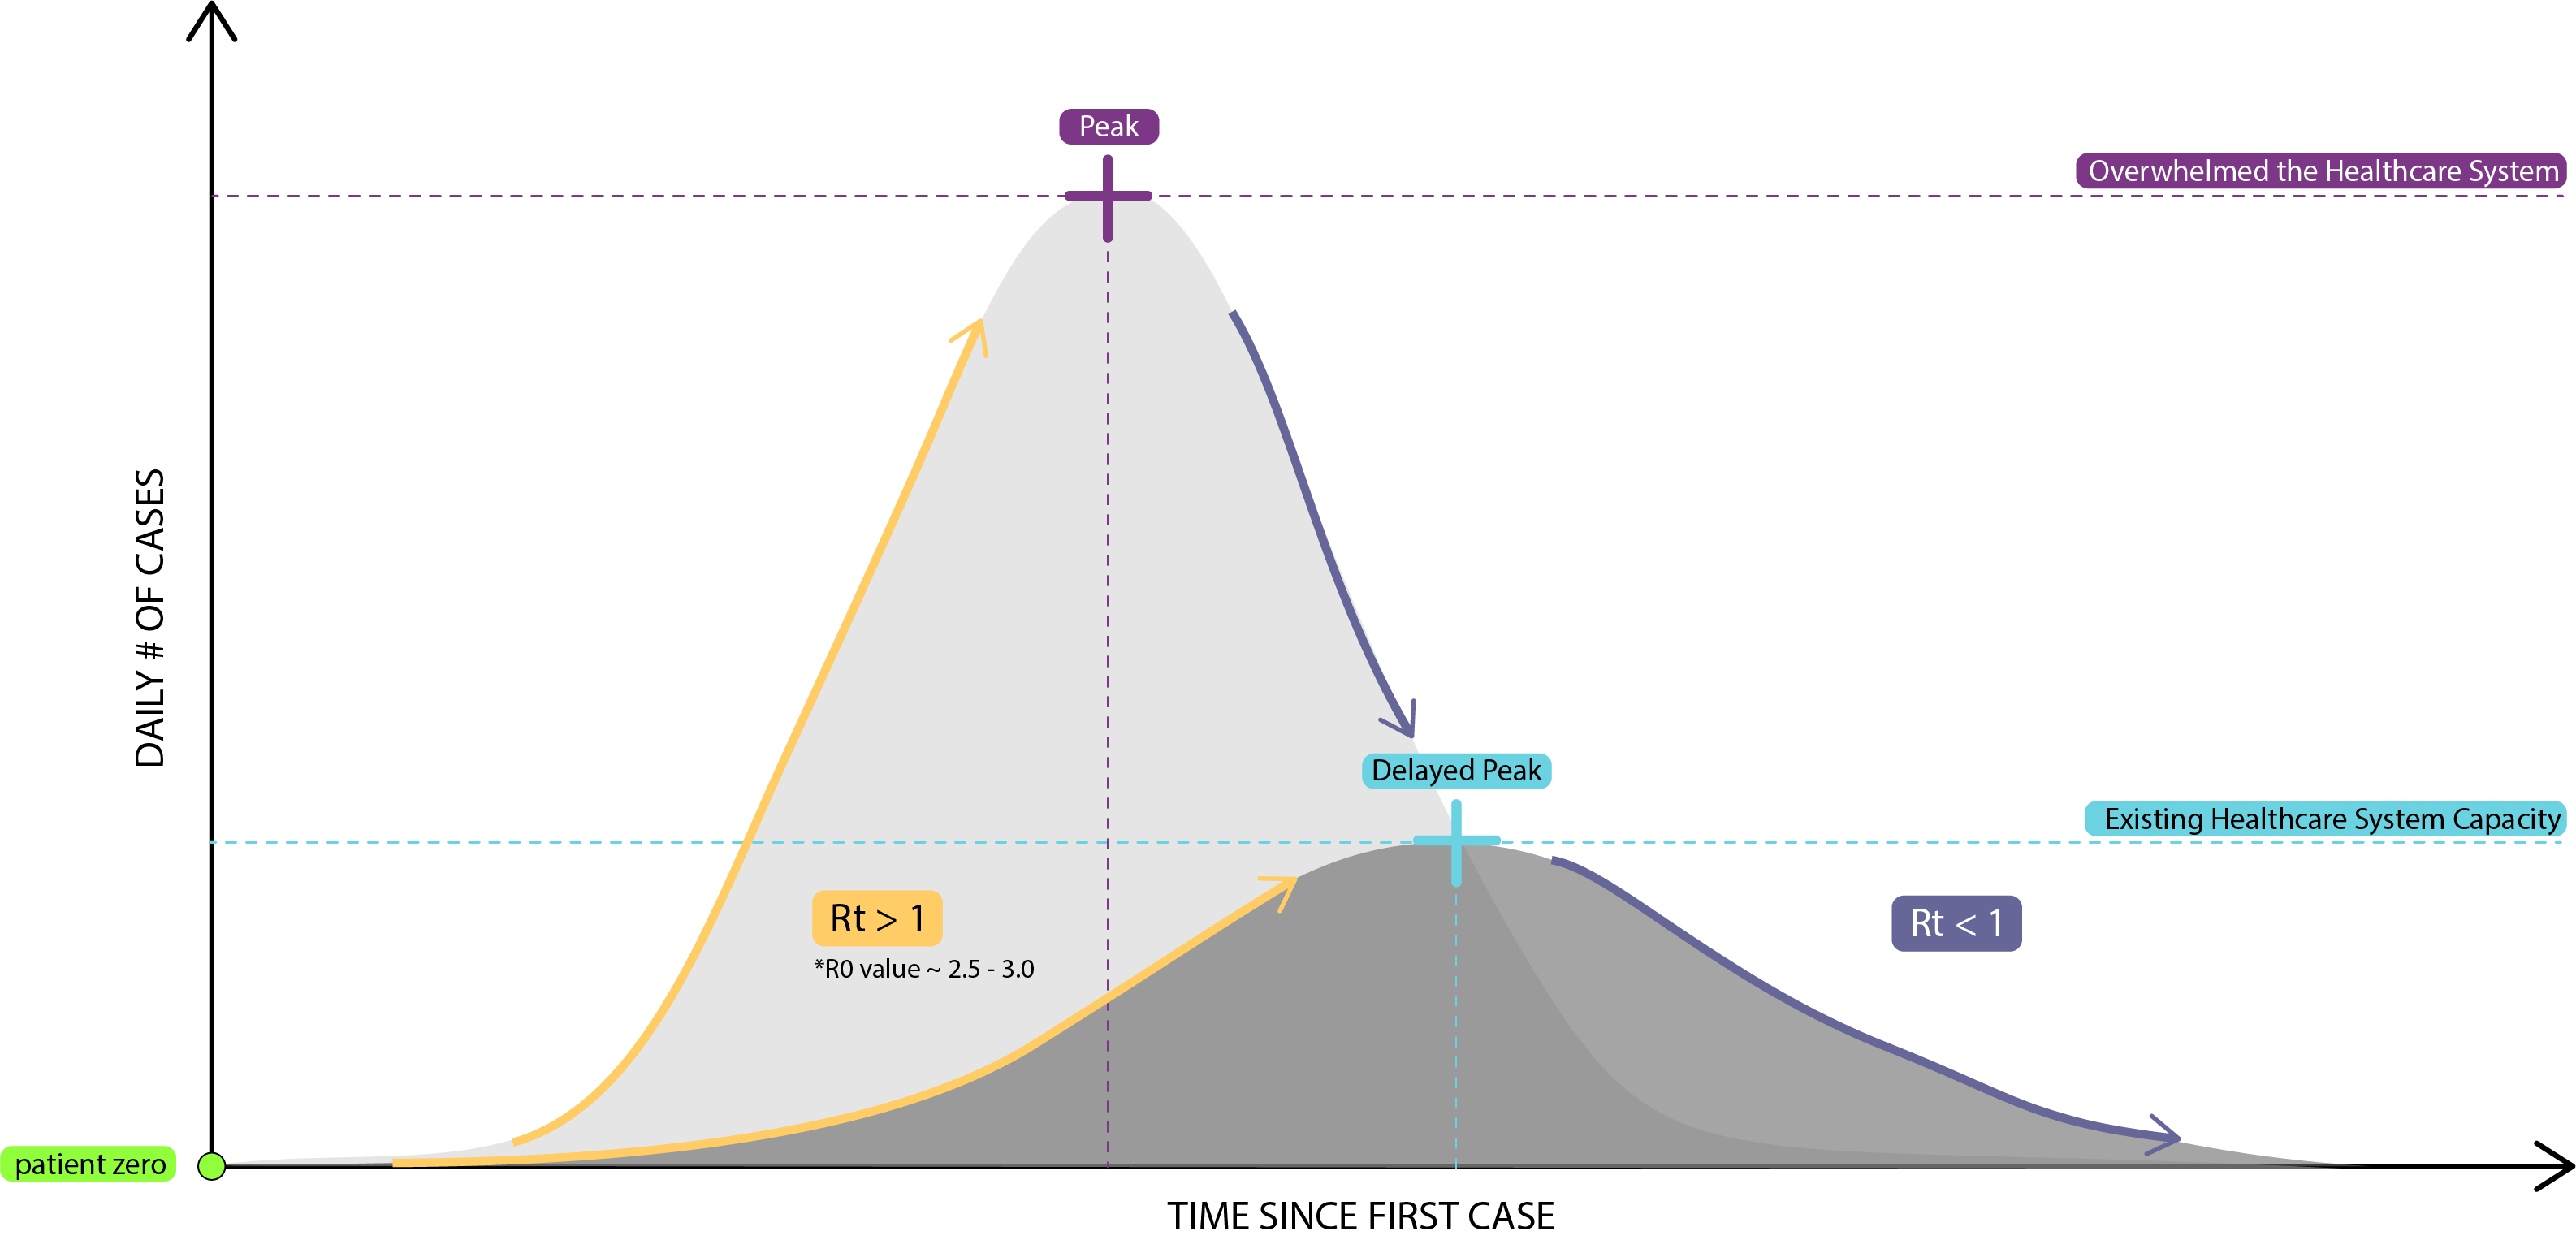 Peak
Overwhelmed the Healthcare System
DAILY # OF CASES
Delayed Peak
Existing Healthcare System Capacity
Rt > 1
*R0 value ~ 2.5 - 3.0
Rt < 1
patient zero
TIME SINCE FIRST CASE